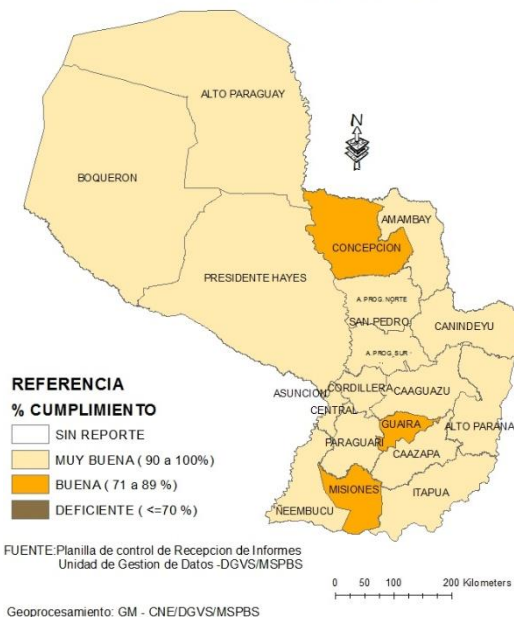 ALTO PARAGUAY
N
BOQUERON
AMAMBAY
CONCEPCION
PRESIDENTE HAYES
A. PROG. NORTE
SAN PEDRO
CANINDEYU
A. PROG. SUR
REFERENCIA
% CUMPLIMIENTO
SIN REPORTE
MUY BUENA ( 90 a 100%)
BUENA ( 71 a 89 %)
DEFICIENTE ( <=70 %)
ASUNCION
CORDILLERA
CAAGUAZU
CENTRAL
GUAIRA
ALTO PARANA
PARAGUARI
CAAZAPA
MISIONES
ITAPUA
ÑEEMBUCU
FUENTE:Planilla de control de Recepcion de Informes
Unidad de Gestion de Datos -DGVS/MSPBS
0 50 100 200 Kilometers
Geoprocesamiento: GM - CNE/DGVS/MSPBS